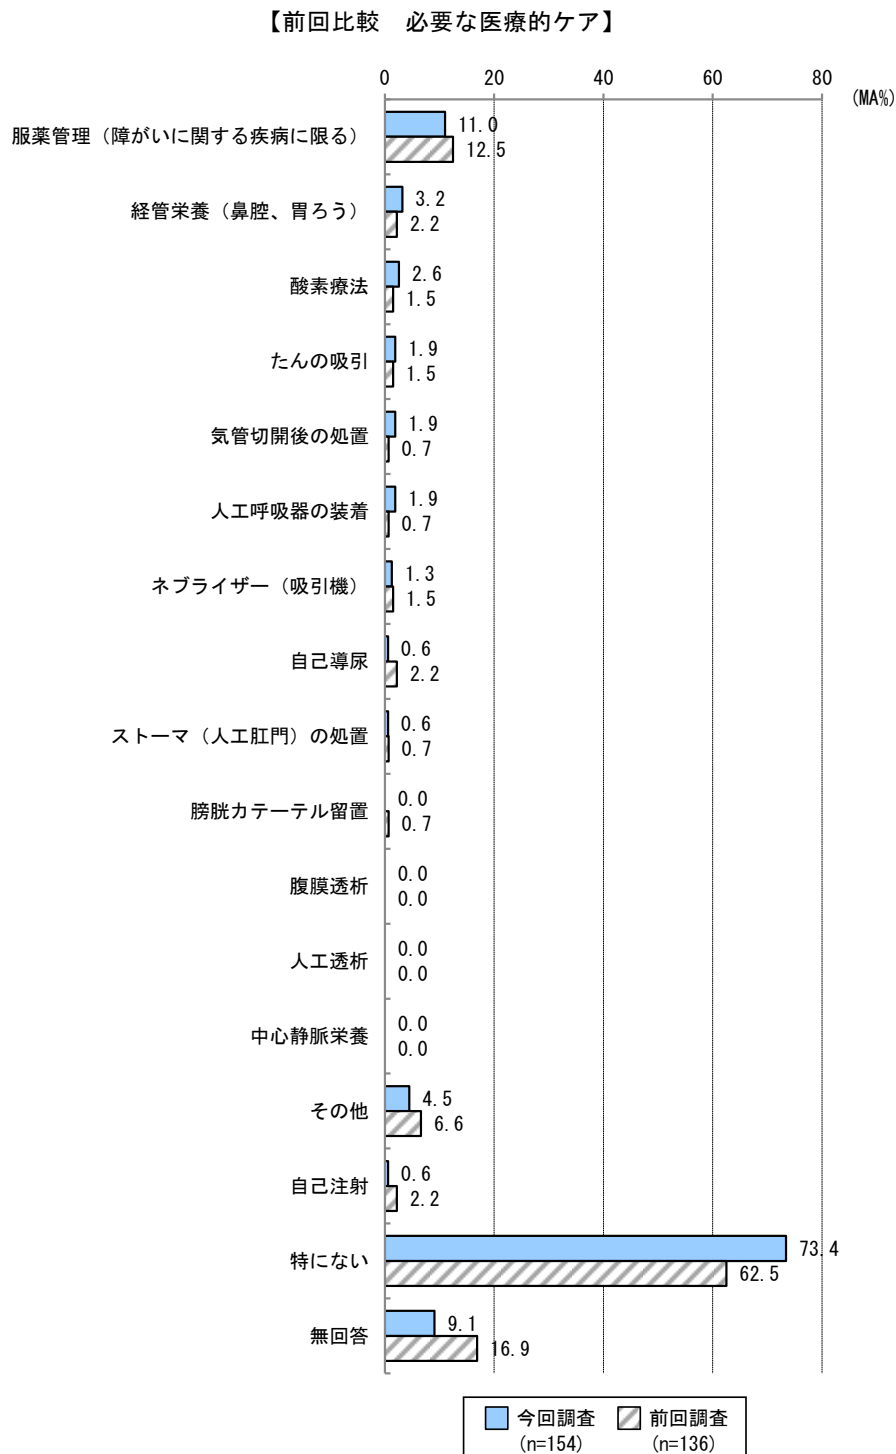 【前回比較　必要な医療的ケア】
0 20 40 60 80
(MA%)
服薬管理（障がいに関する疾病に限る） 11.0
12.5
経管栄養（鼻腔、胃ろう） 3.2
2.2
酸素療法 2.6
1.5
たんの吸引 1.9
1.5
気管切開後の処置 1.9
0.7
人工呼吸器の装着 1.9
0.7
ネブライザー（吸引機） 1.3
1.5
自己導尿 0.6
2.2
ストーマ（人工肛門）の処置 0.6
0.7
膀胱カテーテル留置 0.0
0.7
腹膜透析 0.0
0.0
人工透析 0.0
0.0
中心静脈栄養 0.0
0.0
その他 4.5
6.6
自己注射 0.6
2.2
特にない 73.4
62.5
無回答 9.1
16.9
今回調査 前回調査
(n=154) (n=136)